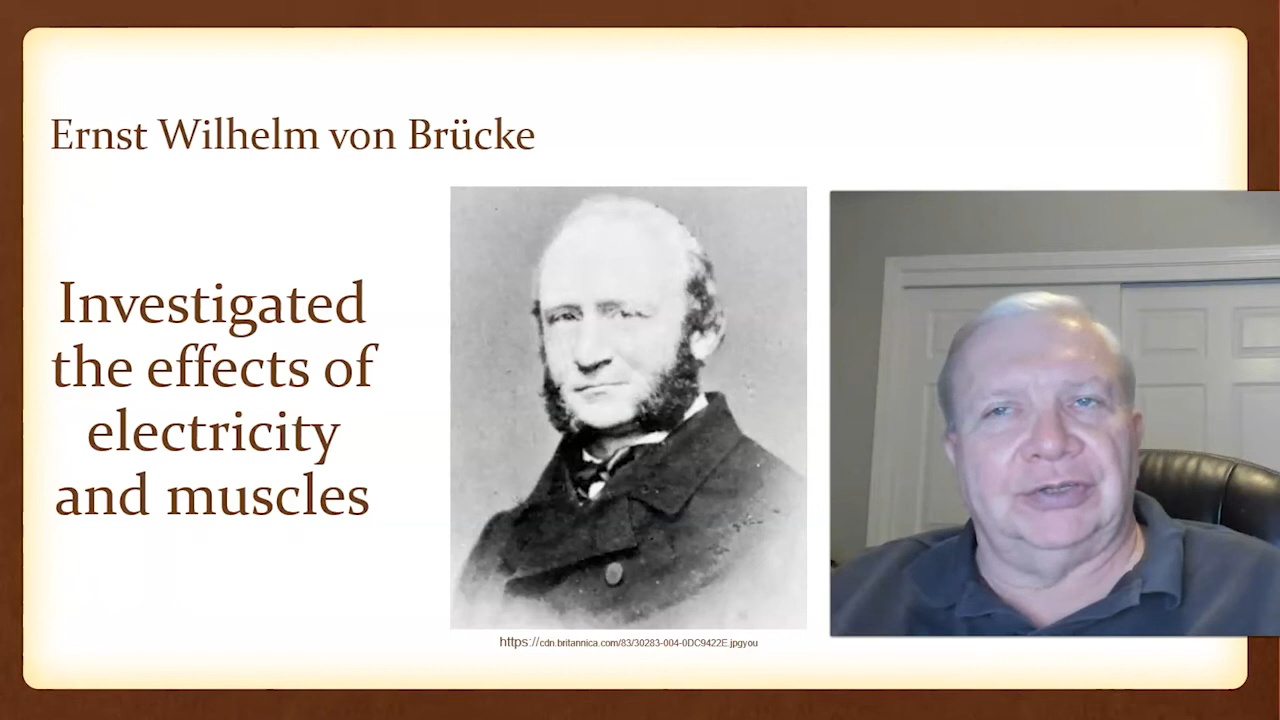 Ernst Wilhelm von Brücke
Investigated
the effects of
electricity
and muscles
https://cdn.britannica.com/83/30283-004-0DC9422E.jpgyou